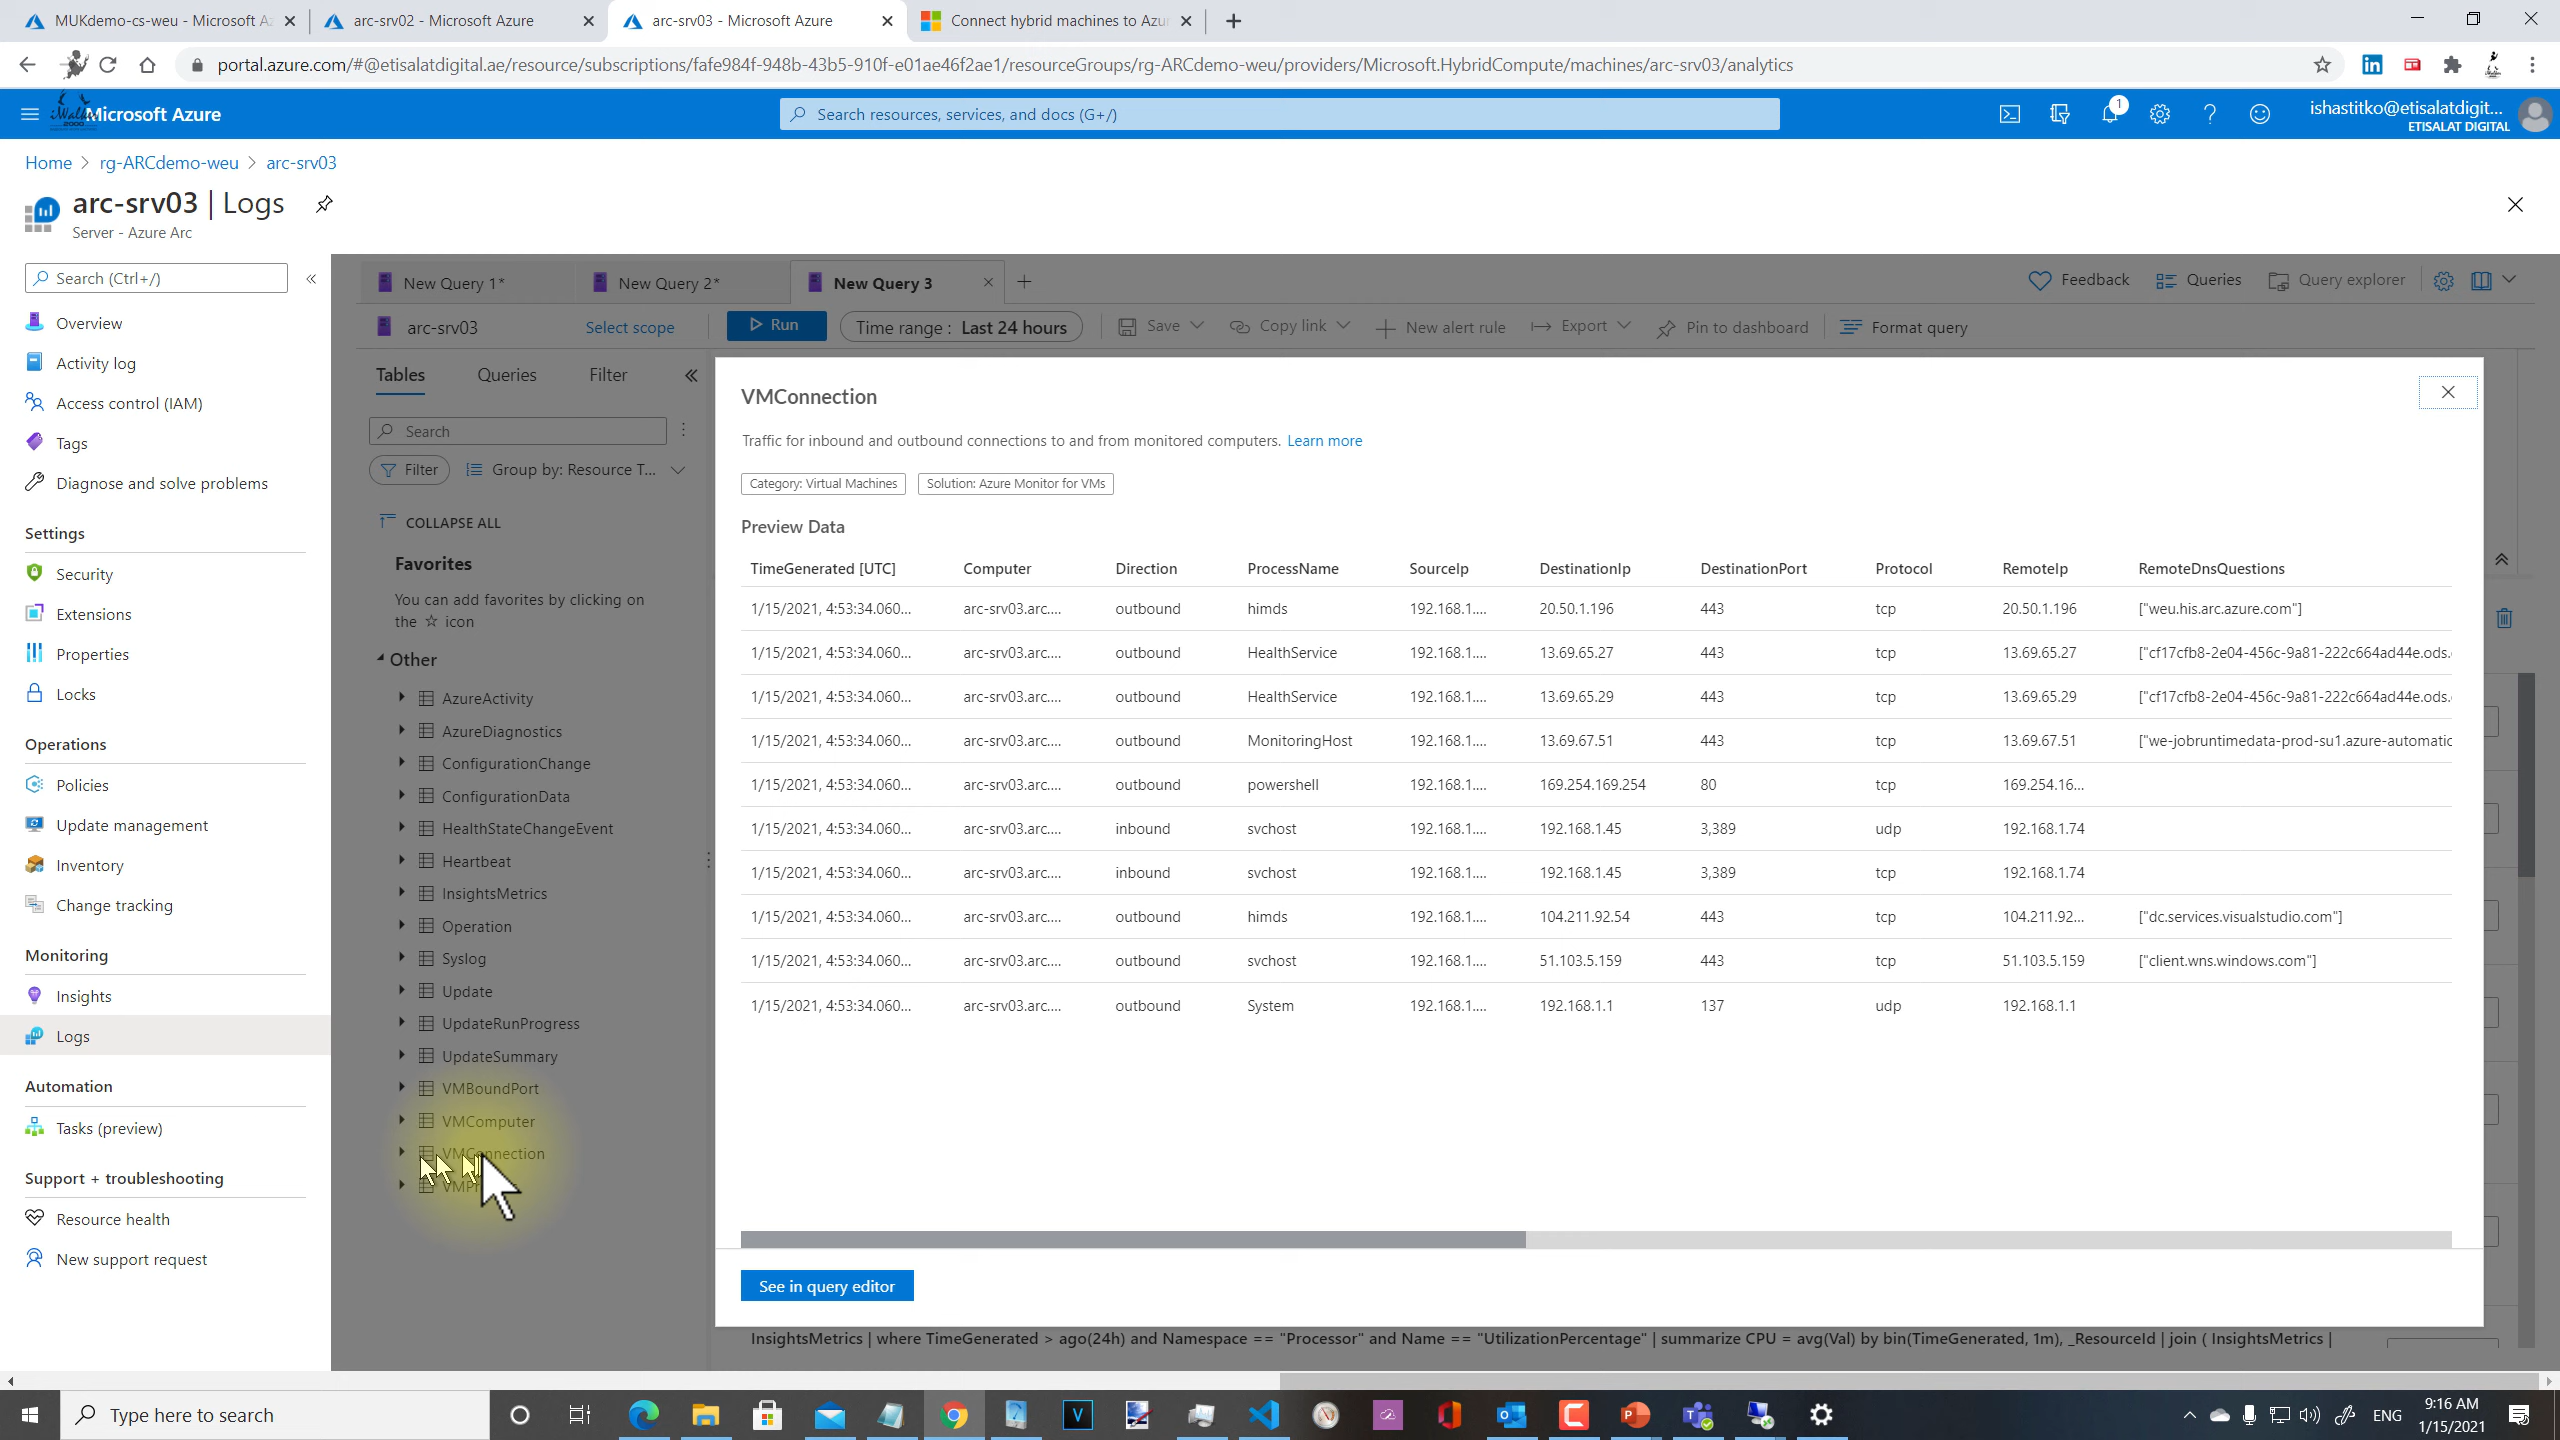 MUKdemo-cs-weu - Microsoft Az
arc-srv02 - Microsoft Azure
arc-srv03 - Microsoft Azure
Connect hybrid machines to Azu
portal.azure.com/#@etisalatdigital.ae/resource/subscriptions/fafe984f-948b-43b5-910f-e01ae46f2ae1/resourceGroups/rg-ARCdemo-weu/providers/Microsoft.HybridCompute/machines/arc-srv03/analytics
Microsoft Azure
Search resources, services, and docs (G+/)
1
ishastitko@etisalatdigit...
ETISALAT DIGITAL
Home > rg-ARCdemo-weu > arc-srv03
arc-srv03 | Logs
Server - Azure Arc
Search (Ctrl+/)
Overview
Activity log
Access control (IAM)
Tags
Diagnose and solve problems
Settings
Security
Extensions
Properties
Locks
Operations
Policies
Update management
Inventory
Change tracking
Monitoring
Insights
Logs
Automation
Tasks (preview)
Support + troubleshooting
Resource health
New support request
New Query 1*
New Query 2*
New Query 3
Feedback
Queries
Query explorer
arc-srv03
Select scope
Run
Time range : Last 24 hours
Save
Copy link
New alert rule
Export
Pin to dashboard
Format query
Tables
Queries
Filter
Search
Filter
Group by: Resource T...
COLLAPSE ALL
Favorites
You can add favorites by clicking on
the ☆ icon
Other
AzureActivity
AzureDiagnostics
ConfigurationChange
ConfigurationData
HealthStateChangeEvent
Heartbeat
InsightsMetrics
Operation
Syslog
Update
UpdateRunProgress
UpdateSummary
VMBoundPort
VMComputer
VMConnection
VMConnection
Traffic for inbound and outbound connections to and from monitored computers. Learn more
Category: Virtual Machines
Solution: Azure Monitor for VMs
Preview Data
TimeGenerated [UTC] Computer Direction ProcessName SourceIp DestinationIp DestinationPort Protocol RemoteIp RemoteDnsQuestions
1/15/2021, 4:53:34.060... arc-srv03.arc.... outbound himds 192.168.1.... 20.50.1.196 443 tcp 20.50.1.196 ["weu.his.arc.azure.com"]
1/15/2021, 4:53:34.060... arc-srv03.arc.... outbound HealthService 192.168.1.... 13.69.65.27 443 tcp 13.69.65.27 ["cf17cfb8-2e04-456c-9a81-222c664ad44e.ods.
1/15/2021, 4:53:34.060... arc-srv03.arc.... outbound HealthService 192.168.1.... 13.69.65.29 443 tcp 13.69.65.29 ["cf17cfb8-2e04-456c-9a81-222c664ad44e.ods.
1/15/2021, 4:53:34.060... arc-srv03.arc.... outbound MonitoringHost 192.168.1.... 13.69.67.51 443 tcp 13.69.67.51 ["we-jobruntimedata-prod-su1.azure-automatic
1/15/2021, 4:53:34.060... arc-srv03.arc.... outbound powershell 192.168.1.... 169.254.169.254 80 tcp 169.254.16...
1/15/2021, 4:53:34.060... arc-srv03.arc.... inbound svchost 192.168.1.... 192.168.1.45 3,389 udp 192.168.1.74
1/15/2021, 4:53:34.060... arc-srv03.arc.... inbound svchost 192.168.1.... 192.168.1.45 3,389 tcp 192.168.1.74
1/15/2021, 4:53:34.060... arc-srv03.arc.... outbound himds 192.168.1.... 104.211.92.54 443 tcp 104.211.92... ["dc.services.visualstudio.com"]
1/15/2021, 4:53:34.060... arc-srv03.arc.... outbound svchost 192.168.1.... 51.103.5.159 443 tcp 51.103.5.159 ["client.wns.windows.com"]
1/15/2021, 4:53:34.060... arc-srv03.arc.... outbound System 192.168.1.... 192.168.1.1 137 udp 192.168.1.1
See in query editor
InsightsMetrics | where TimeGenerated > ago(24h) and Namespace == "Processor" and Name == "UtilizationPercentage" | summarize CPU = avg(Val) by bin(TimeGenerated, 1m), _ResourceId | join ( InsightsMetrics |
Type here to search
ENG
9:16 AM
1/15/2021